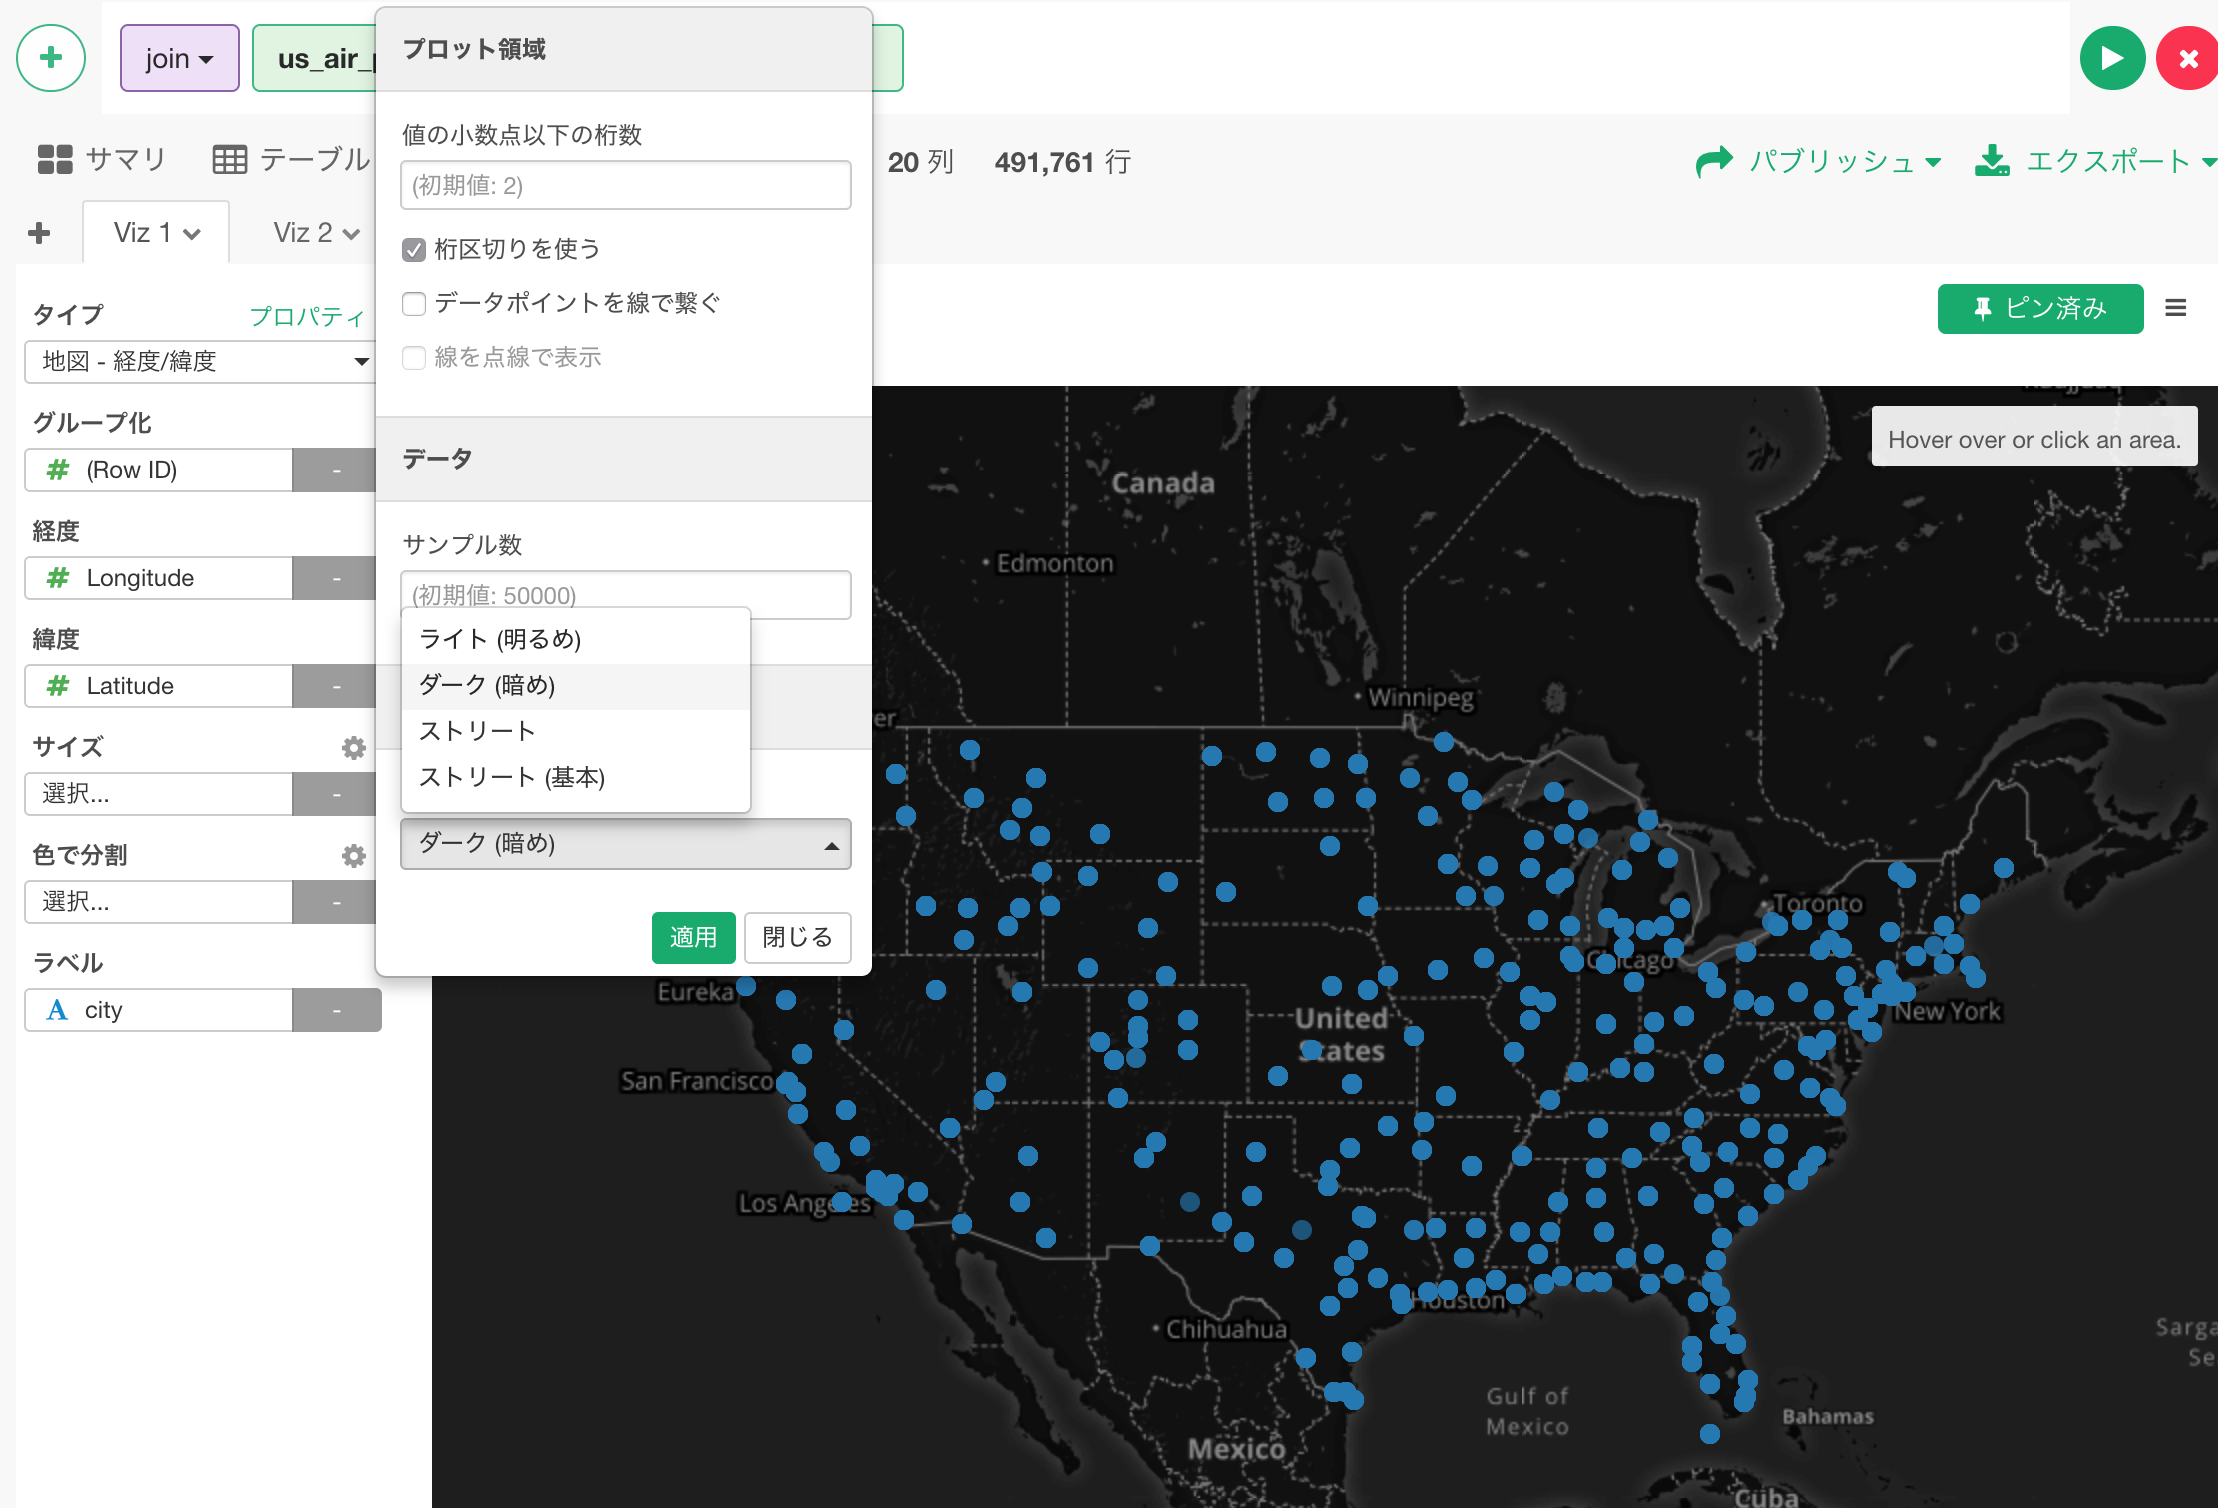 join
us_air_
サマリ
テーブル
20 列
491,761 行
パブリッシュ
エクスポート
Viz 1
Viz 2
ピン済み
タイプ
プロパティ
地図 - 経度/緯度
グループ化
# (Row ID)
-
経度
# Longitude
-
緯度
# Latitude
-
サイズ
選択...
-
色で分割
選択...
-
ラベル
A city
-
プロット領域
値の小数点以下の桁数
(初期値: 2)
桁区切りを使う
データポイントを線で繋ぐ
線を点線で表示
データ
サンプル数
(初期値: 50000)
ライト (明るめ)
ダーク (暗め)
ストリート
ストリート (基本)
ダーク (暗め)
適用
閉じる
Hover over or click an area.
Canada
Edmonton
Winnipeg
er
Toronto
Chicago
Eureka
New York
United
States
San Francisco
Los Angeles
Houston
Chihuahua
Sarga
Se
Gulf of
Mexico
Bahamas
Mexico
Cuba